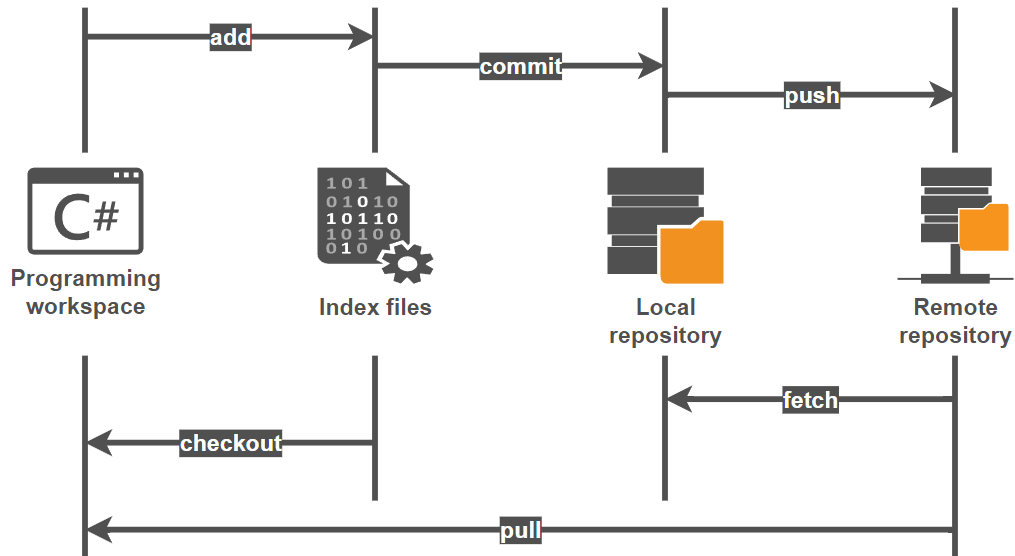 add
commit
push
C#
101
01010
10110
10100
010
Programming
workspace
Index files
Local
repository
Remote
repository
fetch
checkout
pull